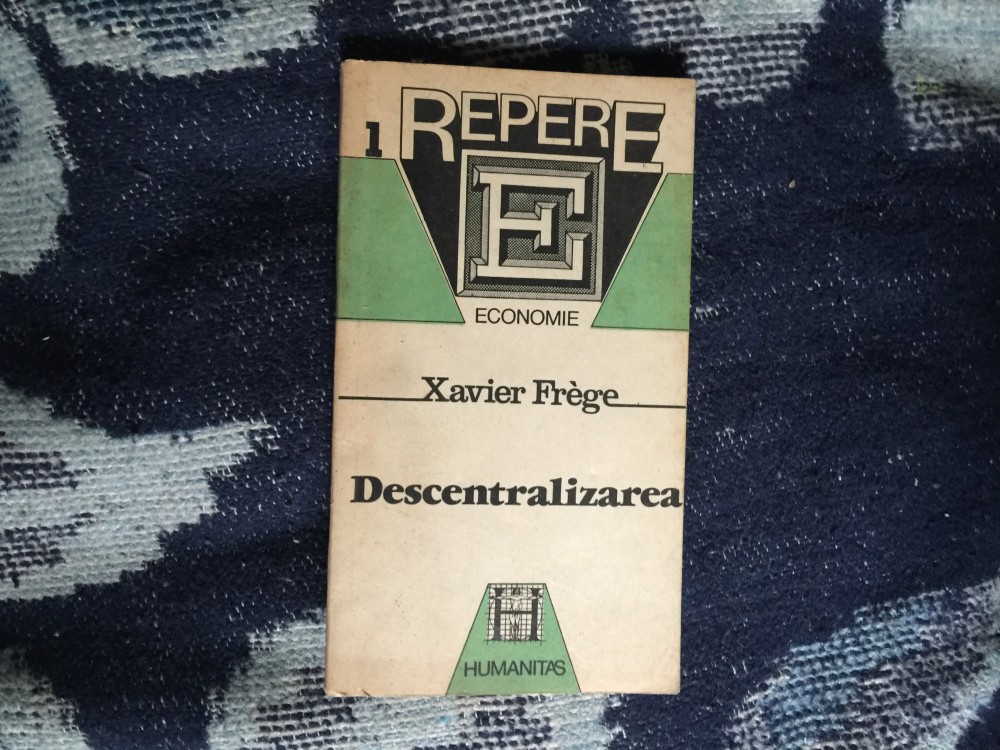 1 REPERE
E
ECONOMIE
Xavier Frège
Descentralizarea
H
HUMANITAS